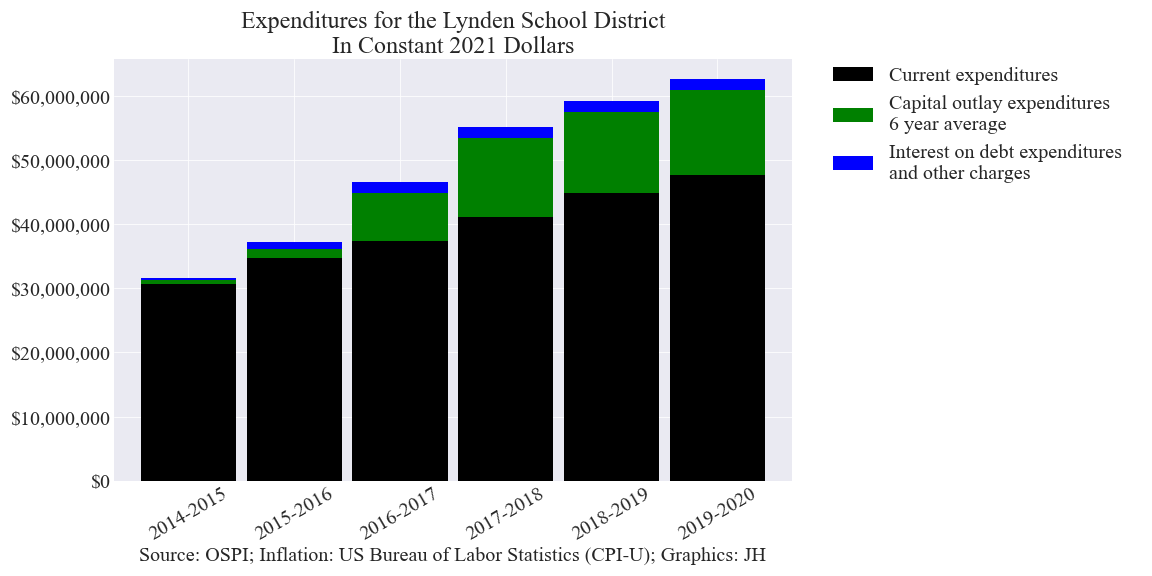 Expenditures for the Lynden School District
In Constant 2021 Dollars
Current expenditures
Capital outlay expenditures
6 year average
Interest on debt expenditures
and other charges
$60,000,000
$50,000,000
$40,000,000
$30,000,000
$20,000,000
$10,000,000
$0
2014-2015
2015-2016
2016-2017
2017-2018
2018-2019
2019-2020
Source: OSPI; Inflation: US Bureau of Labor Statistics (CPI-U); Graphics: JH